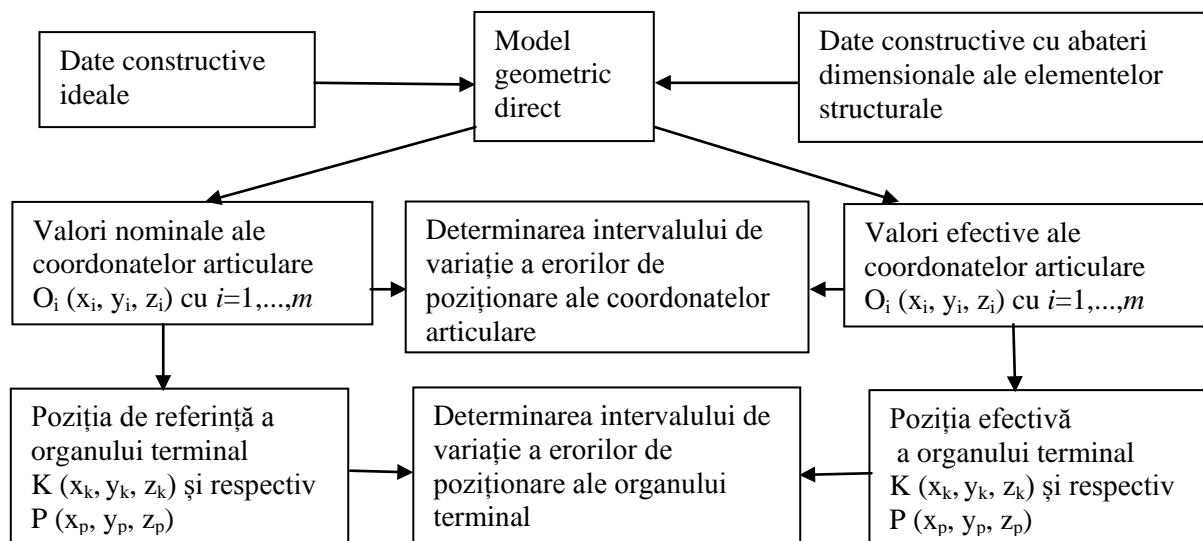 Date constructive
ideale
Model
geometric
direct
Date constructive cu abateri
dimensionale ale elementelor
structurale
Valori nominale ale
coordonatelor articulare
Oi (xi, yi, zi) cu i=1,...,m
Determinarea intervalului de
variație a erorilor de
poziționare ale coordonatelor
articulare
Valori efective ale
coordonatelor articulare
Oi (xi, yi, zi) cu i=1,...,m
Poziția de referință a
organului terminal
K (xk, yk, zk) și respectiv
P (xp, yp, zp)
Determinarea intervalului de
variație a erorilor de
poziționare ale organului
terminal
Poziția efectivă
a organului terminal
K (xk, yk, zk) și respectiv
P (xp, yp, zp)